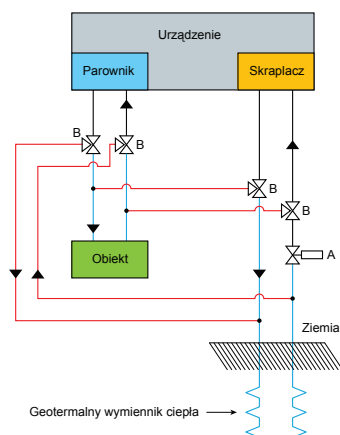 Urządzenie
Parownik
Skraplacz
B
B
B
B
A
Obiekt
Ziemia
Geotermalny wymiennik ciepła